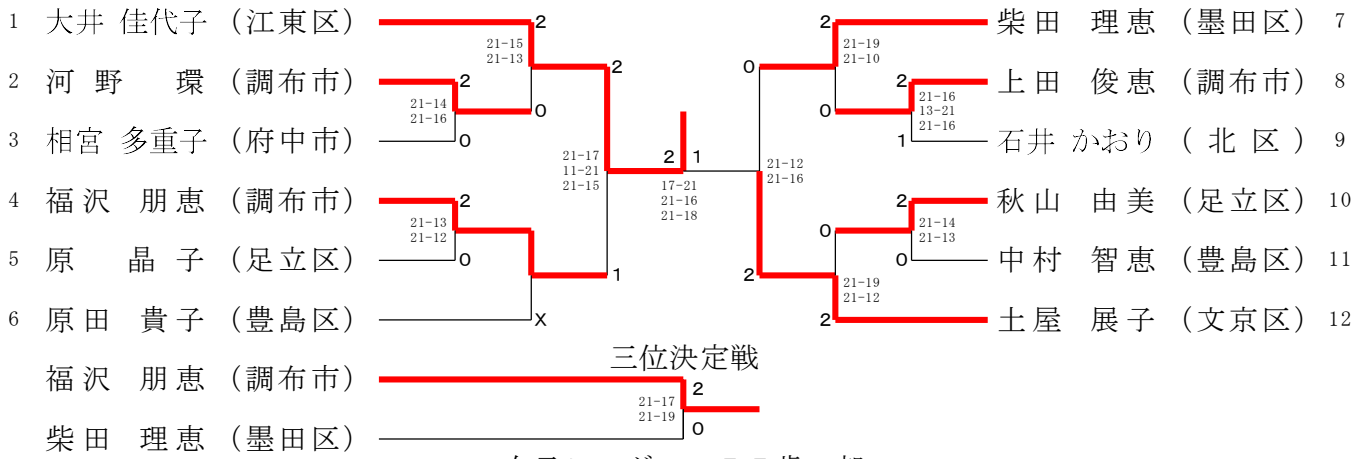 1 大井 佳代子 (江東区) 2 2 柴田 理恵 (墨田区) 7
21-15 21-19
21-13 21-10
2 河野 環 (調布市) 2 2 0 2 上田 俊恵 (調布市) 8
21-14 21-16
21-16 0 0 13-21
21-16
3 相宮 多重子 (府中市) 0 1 石井 かおり (北区) 9
21-17 2 1 21-12
11-21 21-16
21-15 17-21
21-16
21-18
4 福沢 朋恵 (調布市) 2 2 秋山 由美 (足立区) 10
21-13 0 21-14
21-12 21-13
5 原 晶子 (足立区) 0 0 中村 智恵 (豊島区) 11
1 2 21-19
21-12
6 原田 貴子 (豊島区) X 2 土屋 展子 (文京区) 12
三位決定戦
福沢 朋恵 (調布市) 2
21-17
21-19
柴田 理恵 (墨田区) 0